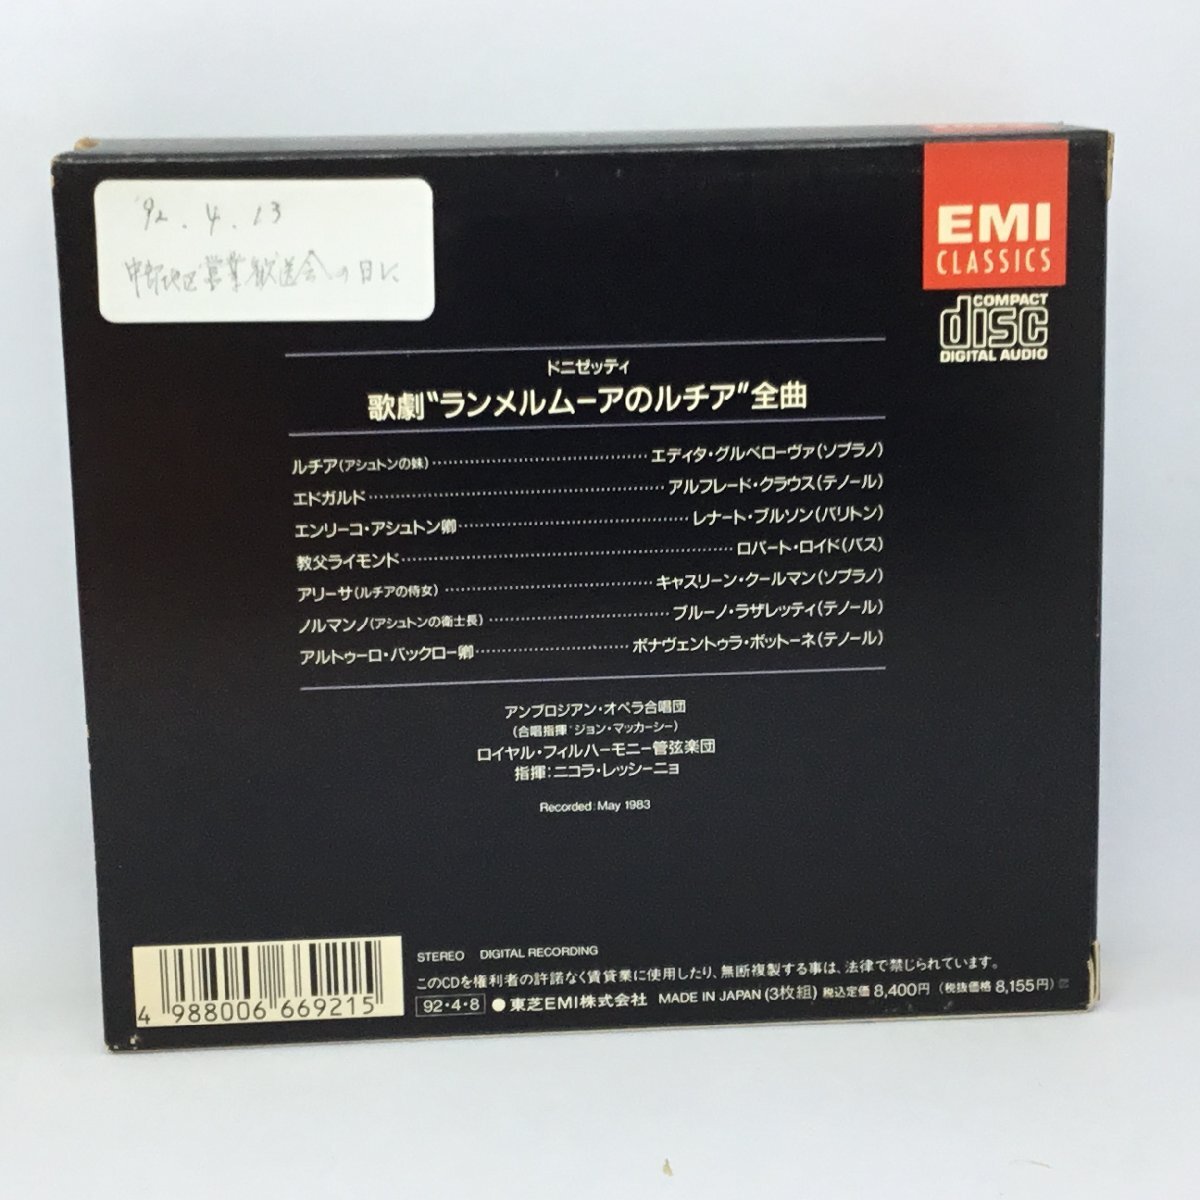 '92.4.13
中部地区営業歓送会の日に
EMI
CLASSICS
COMPACT
disc
DIGITAL AUDIO
ドニゼッティ
歌劇“ランメルムーアのルチア”全曲
ルチア(アシュトンの妹)……エディタ・グルベローヴァ(ソプラノ)
エドガルド……アルフレード・クラウス(テノール)
エンリーコ・アシュトン卿……レナート・ブルソン(バリトン)
教父ライモンド……ロバート・ロイド(バス)
アリーサ(ルチアの侍女)……キャスリーン・クールマン(ソプラノ)
ノルマンノ(アシュトンの衛士長)……ブルーノ・ラザレッティ(テノール)
アルトゥーロ・バックロー卿……ボナヴェントゥラ・ボットーネ(テノール)
アンブロジアン・オペラ合唱団
(合唱指揮:ジョン・マッカーシー)
ロイヤル・フィルハーモニー管弦楽団
指揮:ニコラ・レッシーニョ
Recorded: May 1983
STEREO DIGITAL RECORDING
このCDを権利者の許諾なく賃貸業に使用したり、無断複製する事は、法律で禁じられています。
92・4・8 ●東芝EMI株式会社 MADE IN JAPAN (3枚組) 税込定価8,400円 (税抜価格 8,155円)
4 988006 669215